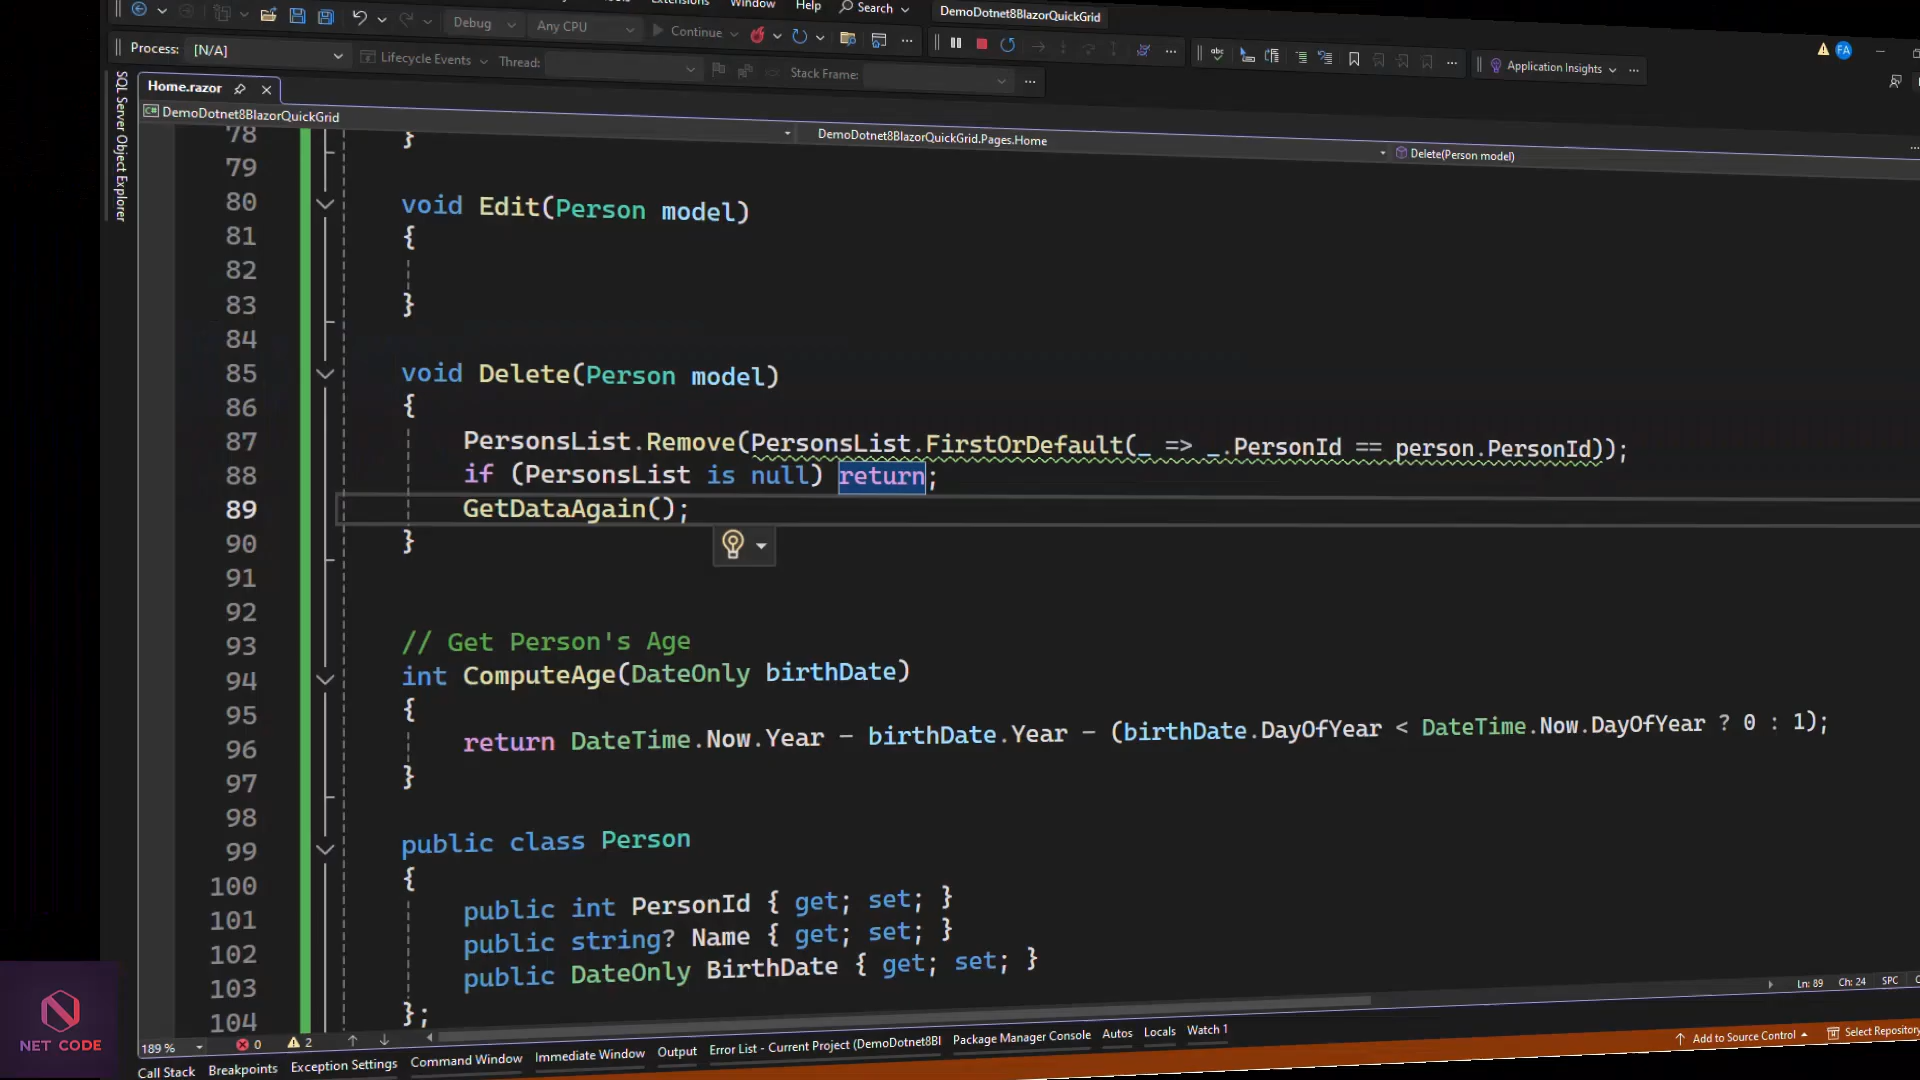 Extensions Window Help Search DemoDotnet8BlazorQuickGrid
Debug Any CPU Continue Application Insights FA
Process: [N/A] Lifecycle Events Thread: Stack Frame:
SQL Server Object Explorer
Home.razor
DemoDotnet8BlazorQuickGrid DemoDotnet8BlazorQuickGrid.Pages.Home Delete(Person model)
78 }
79
80 void Edit(Person model)
81 {
82
83 }
84
85 void Delete(Person model)
86 {
87 PersonsList.Remove(PersonsList.FirstOrDefault(_ => _.PersonId == person.PersonId));
88 if (PersonsList is null) return;
89 GetDataAgain();
90 }
91
92
93 // Get Person's Age
94 int ComputeAge(DateOnly birthDate)
95 {
96 return DateTime.Now.Year - birthDate.Year - (birthDate.DayOfYear < DateTime.Now.DayOfYear ? 0 : 1);
97 }
98
99 public class Person
100 {
101 public int PersonId { get; set; }
102 public string? Name { get; set; }
103 public DateOnly BirthDate { get; set; }
104 };
189 % 0 2 Ln: 89 Ch: 24 SPC
Call Stack Breakpoints Exception Settings Command Window Immediate Window Output Error List - Current Project (DemoDotnet8Bl Package Manager Console Autos Locals Watch 1
Add to Source Control Select Repository
NET CODE